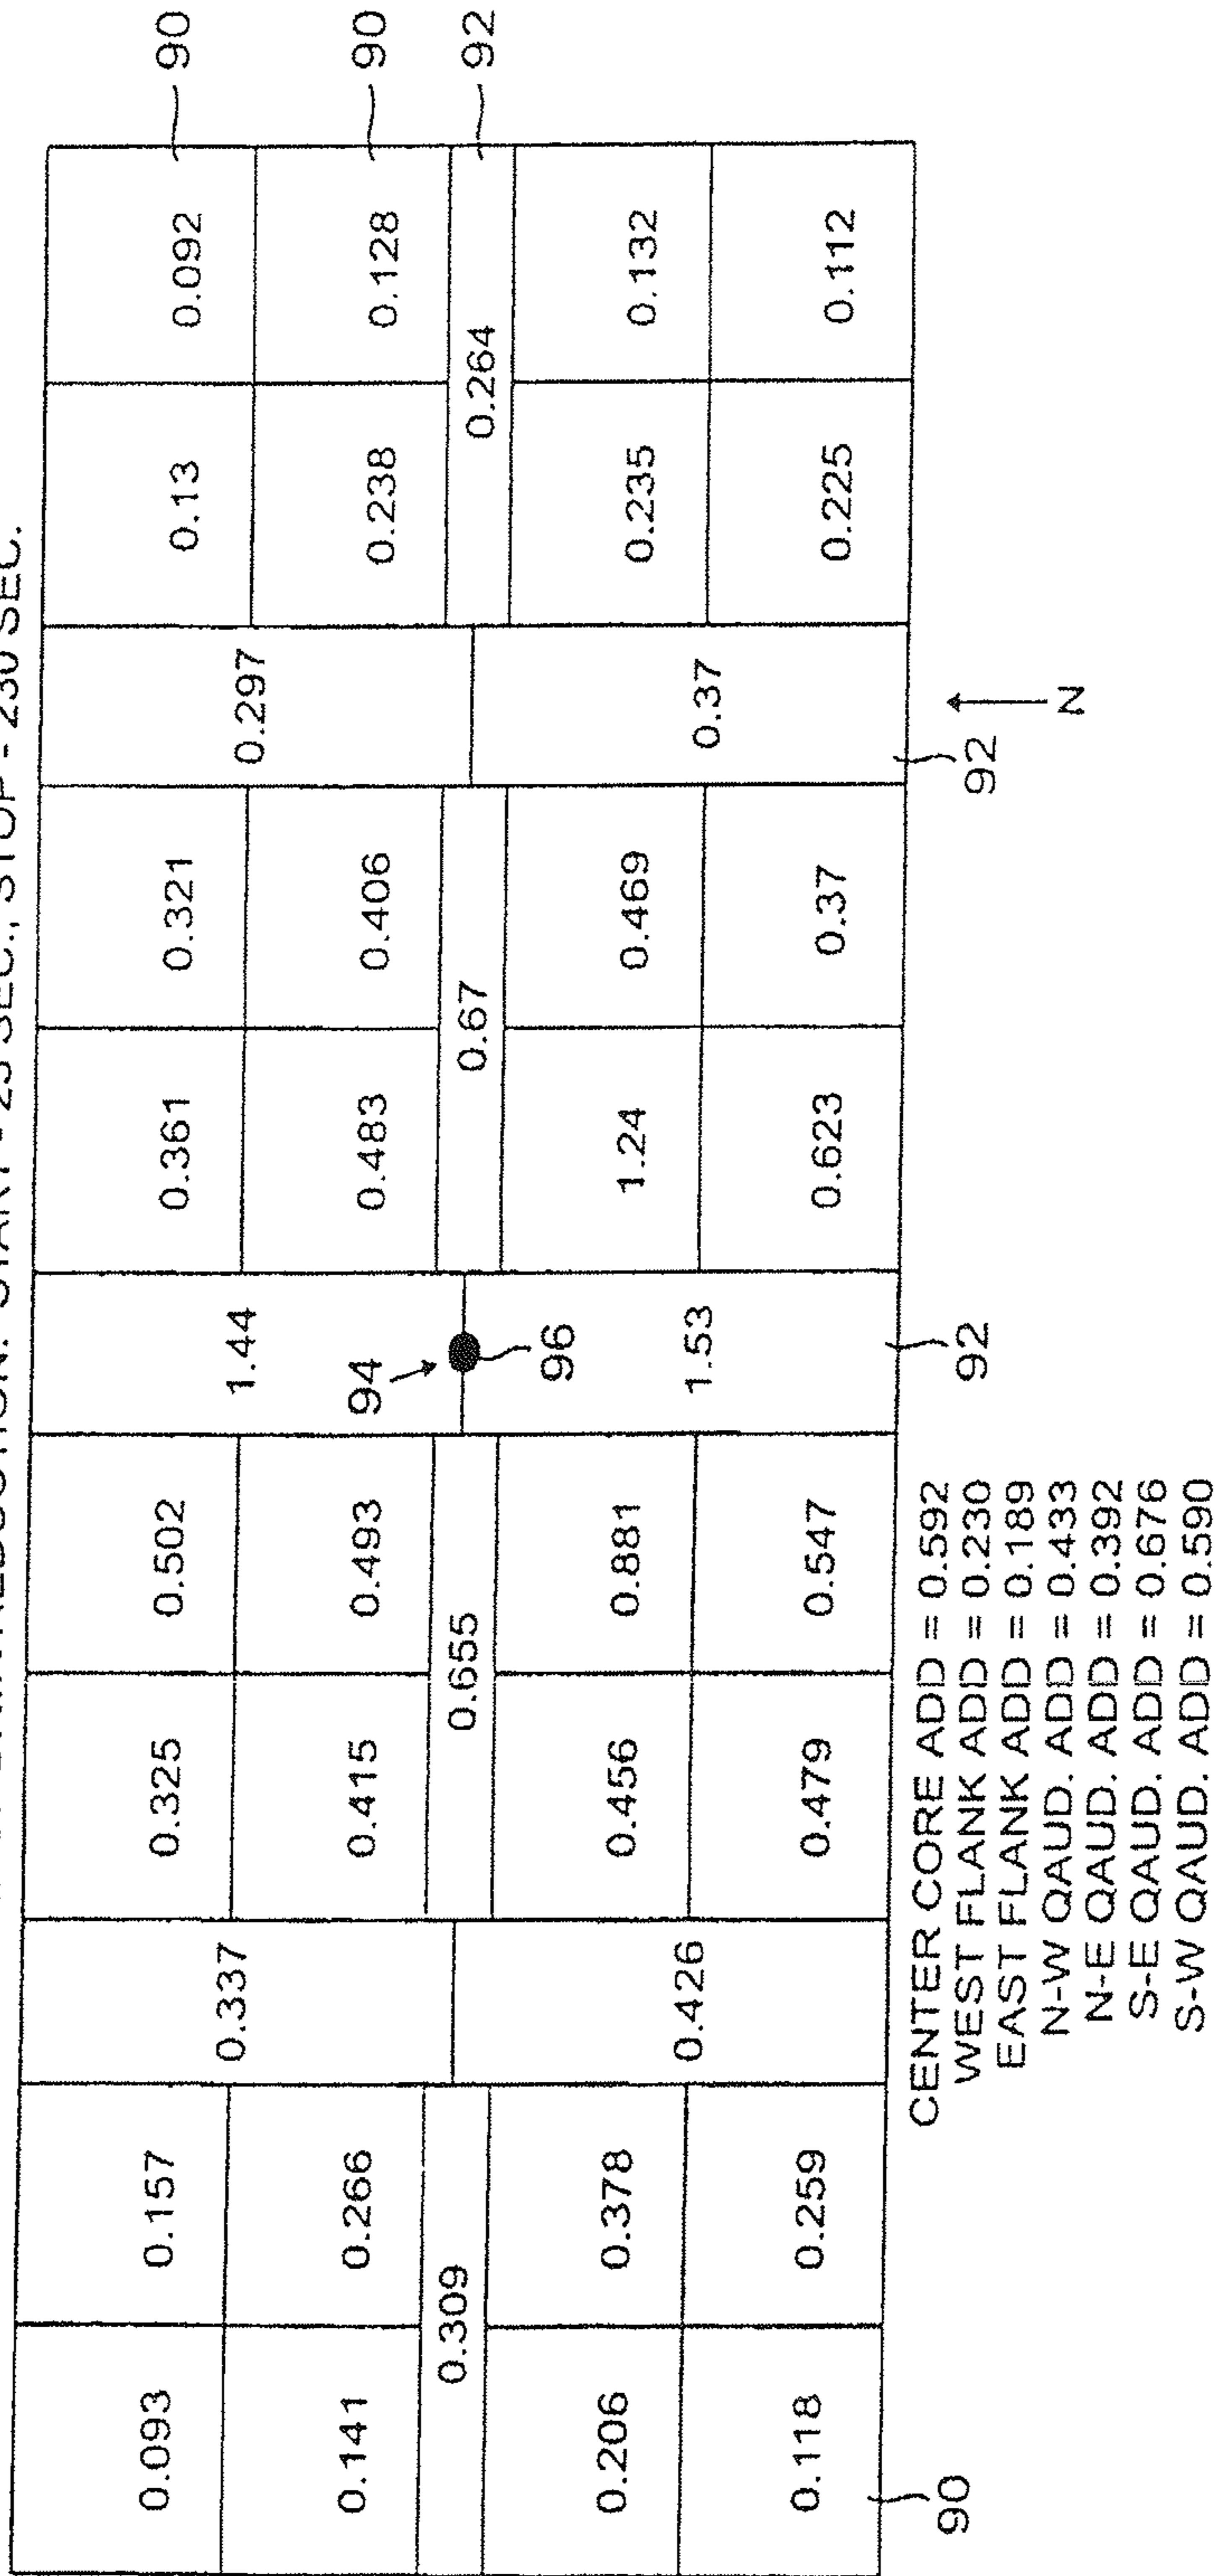 SEC., STOP - 230 SEC.
0.093 0.157 0.325 0.502 0.361 0.321 0.13 0.092 90
0.337 1.44 0.297
0.141 0.266 0.415 0.493 94 0.483 0.406 0.238 0.128 90
0.309 0.655 0.67 0.264 92
96
0.206 0.378 0.456 0.881 1.24 0.469 0.235 0.132
0.426 1.53 0.37
0.118 0.259 0.479 0.547 0.623 0.37 0.225 0.112
90 92 92
N
CENTER CORE ADD = 0.592
WEST FLANK ADD = 0.230
EAST FLANK ADD = 0.189
N-W QAUD. ADD = 0.433
N-E QAUD. ADD = 0.392
S-E QAUD. ADD = 0.676
S-W QAUD. ADD = 0.590